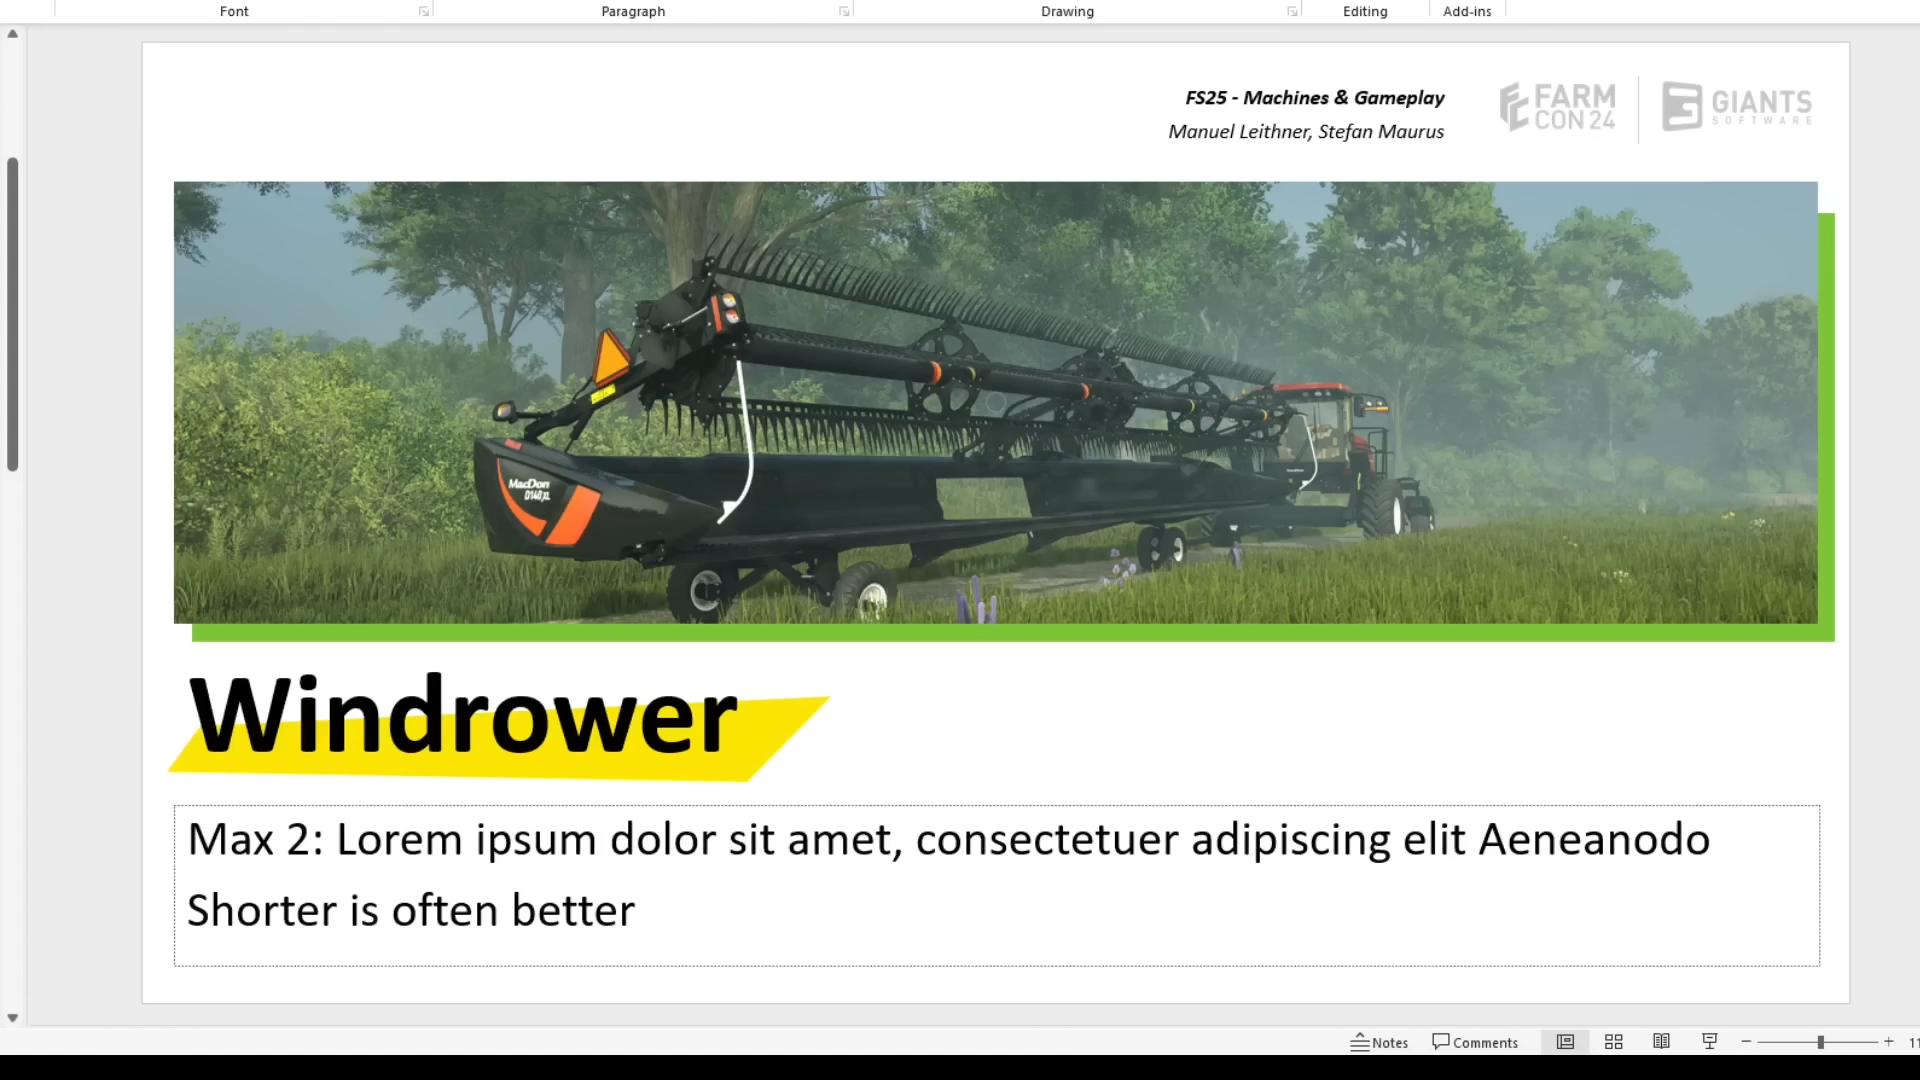 Font
Paragraph
Drawing
Editing
Add-ins
FS25 - Machines & Gameplay
Manuel Leithner, Stefan Maurus
FARM
CON 24
GIANTS
SOFTWARE
MacDon
D140XL
Windrower
Max 2: Lorem ipsum dolor sit amet, consectetuer adipiscing elit Aeneanodo
Shorter is often better
Notes
Comments